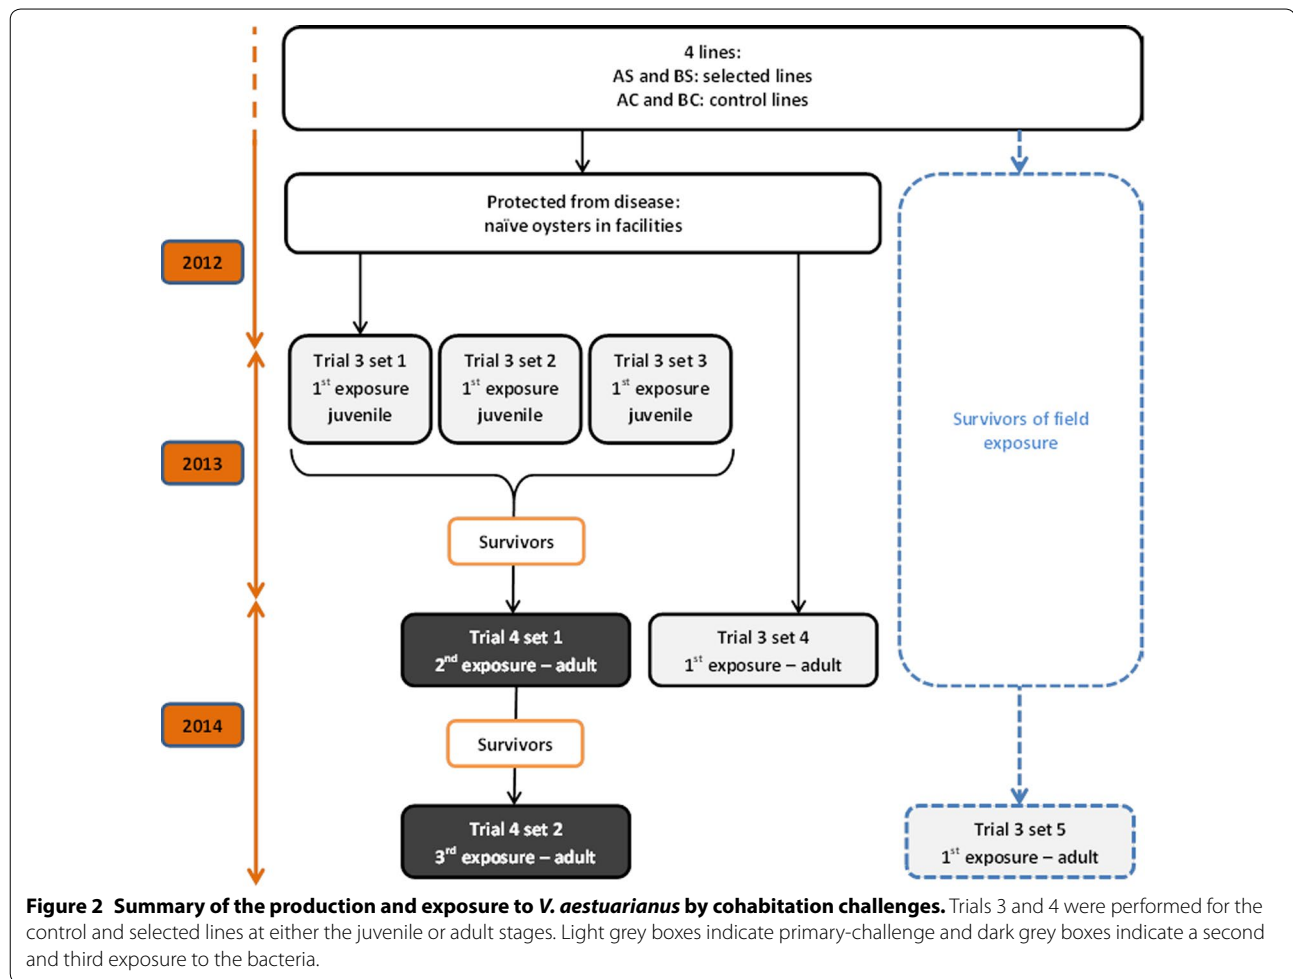 4 lines:
AS and BS: selected lines
AC and BC: control lines
Protected from disease:
naïve oysters in facilities
2012
Trial 3 set 1
1st exposure
juvenile
Trial 3 set 2
1st exposure
juvenile
Trial 3 set 3
1st exposure
juvenile
Survivors of field
exposure
2013
Survivors
Trial 4 set 1
2nd exposure – adult
Trial 3 set 4
1st exposure – adult
2014
Survivors
Trial 4 set 2
3rd exposure – adult
Trial 3 set 5
1st exposure – adult
Figure 2 Summary of the production and exposure to V. aestuarianus by cohabitation challenges. Trials 3 and 4 were performed for the
control and selected lines at either the juvenile or adult stages. Light grey boxes indicate primary-challenge and dark grey boxes indicate a second
and third exposure to the bacteria.